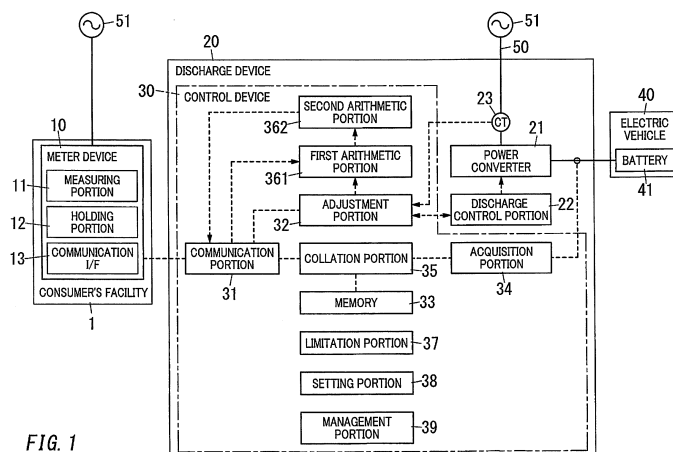 51
51
20
50
DISCHARGE DEVICE
30
CONTROL DEVICE
23
CT
40
SECOND ARITHMETIC
PORTION
362
21
ELECTRIC
VEHICLE
10
METER DEVICE
FIRST ARITHMETIC
PORTION
361
POWER
CONVERTER
BATTERY
41
11
MEASURING
PORTION
ADJUSTMENT
PORTION
32
DISCHARGE
CONTROL PORTION
22
12
HOLDING
PORTION
13
COMMUNICATION
I/F
COMMUNICATION
PORTION
31
COLLATION PORTION
35
ACQUISITION
PORTION
34
CONSUMER'S FACILITY
1
MEMORY
33
LIMITATION PORTION
37
SETTING PORTION
38
MANAGEMENT
PORTION
39
FIG. 1